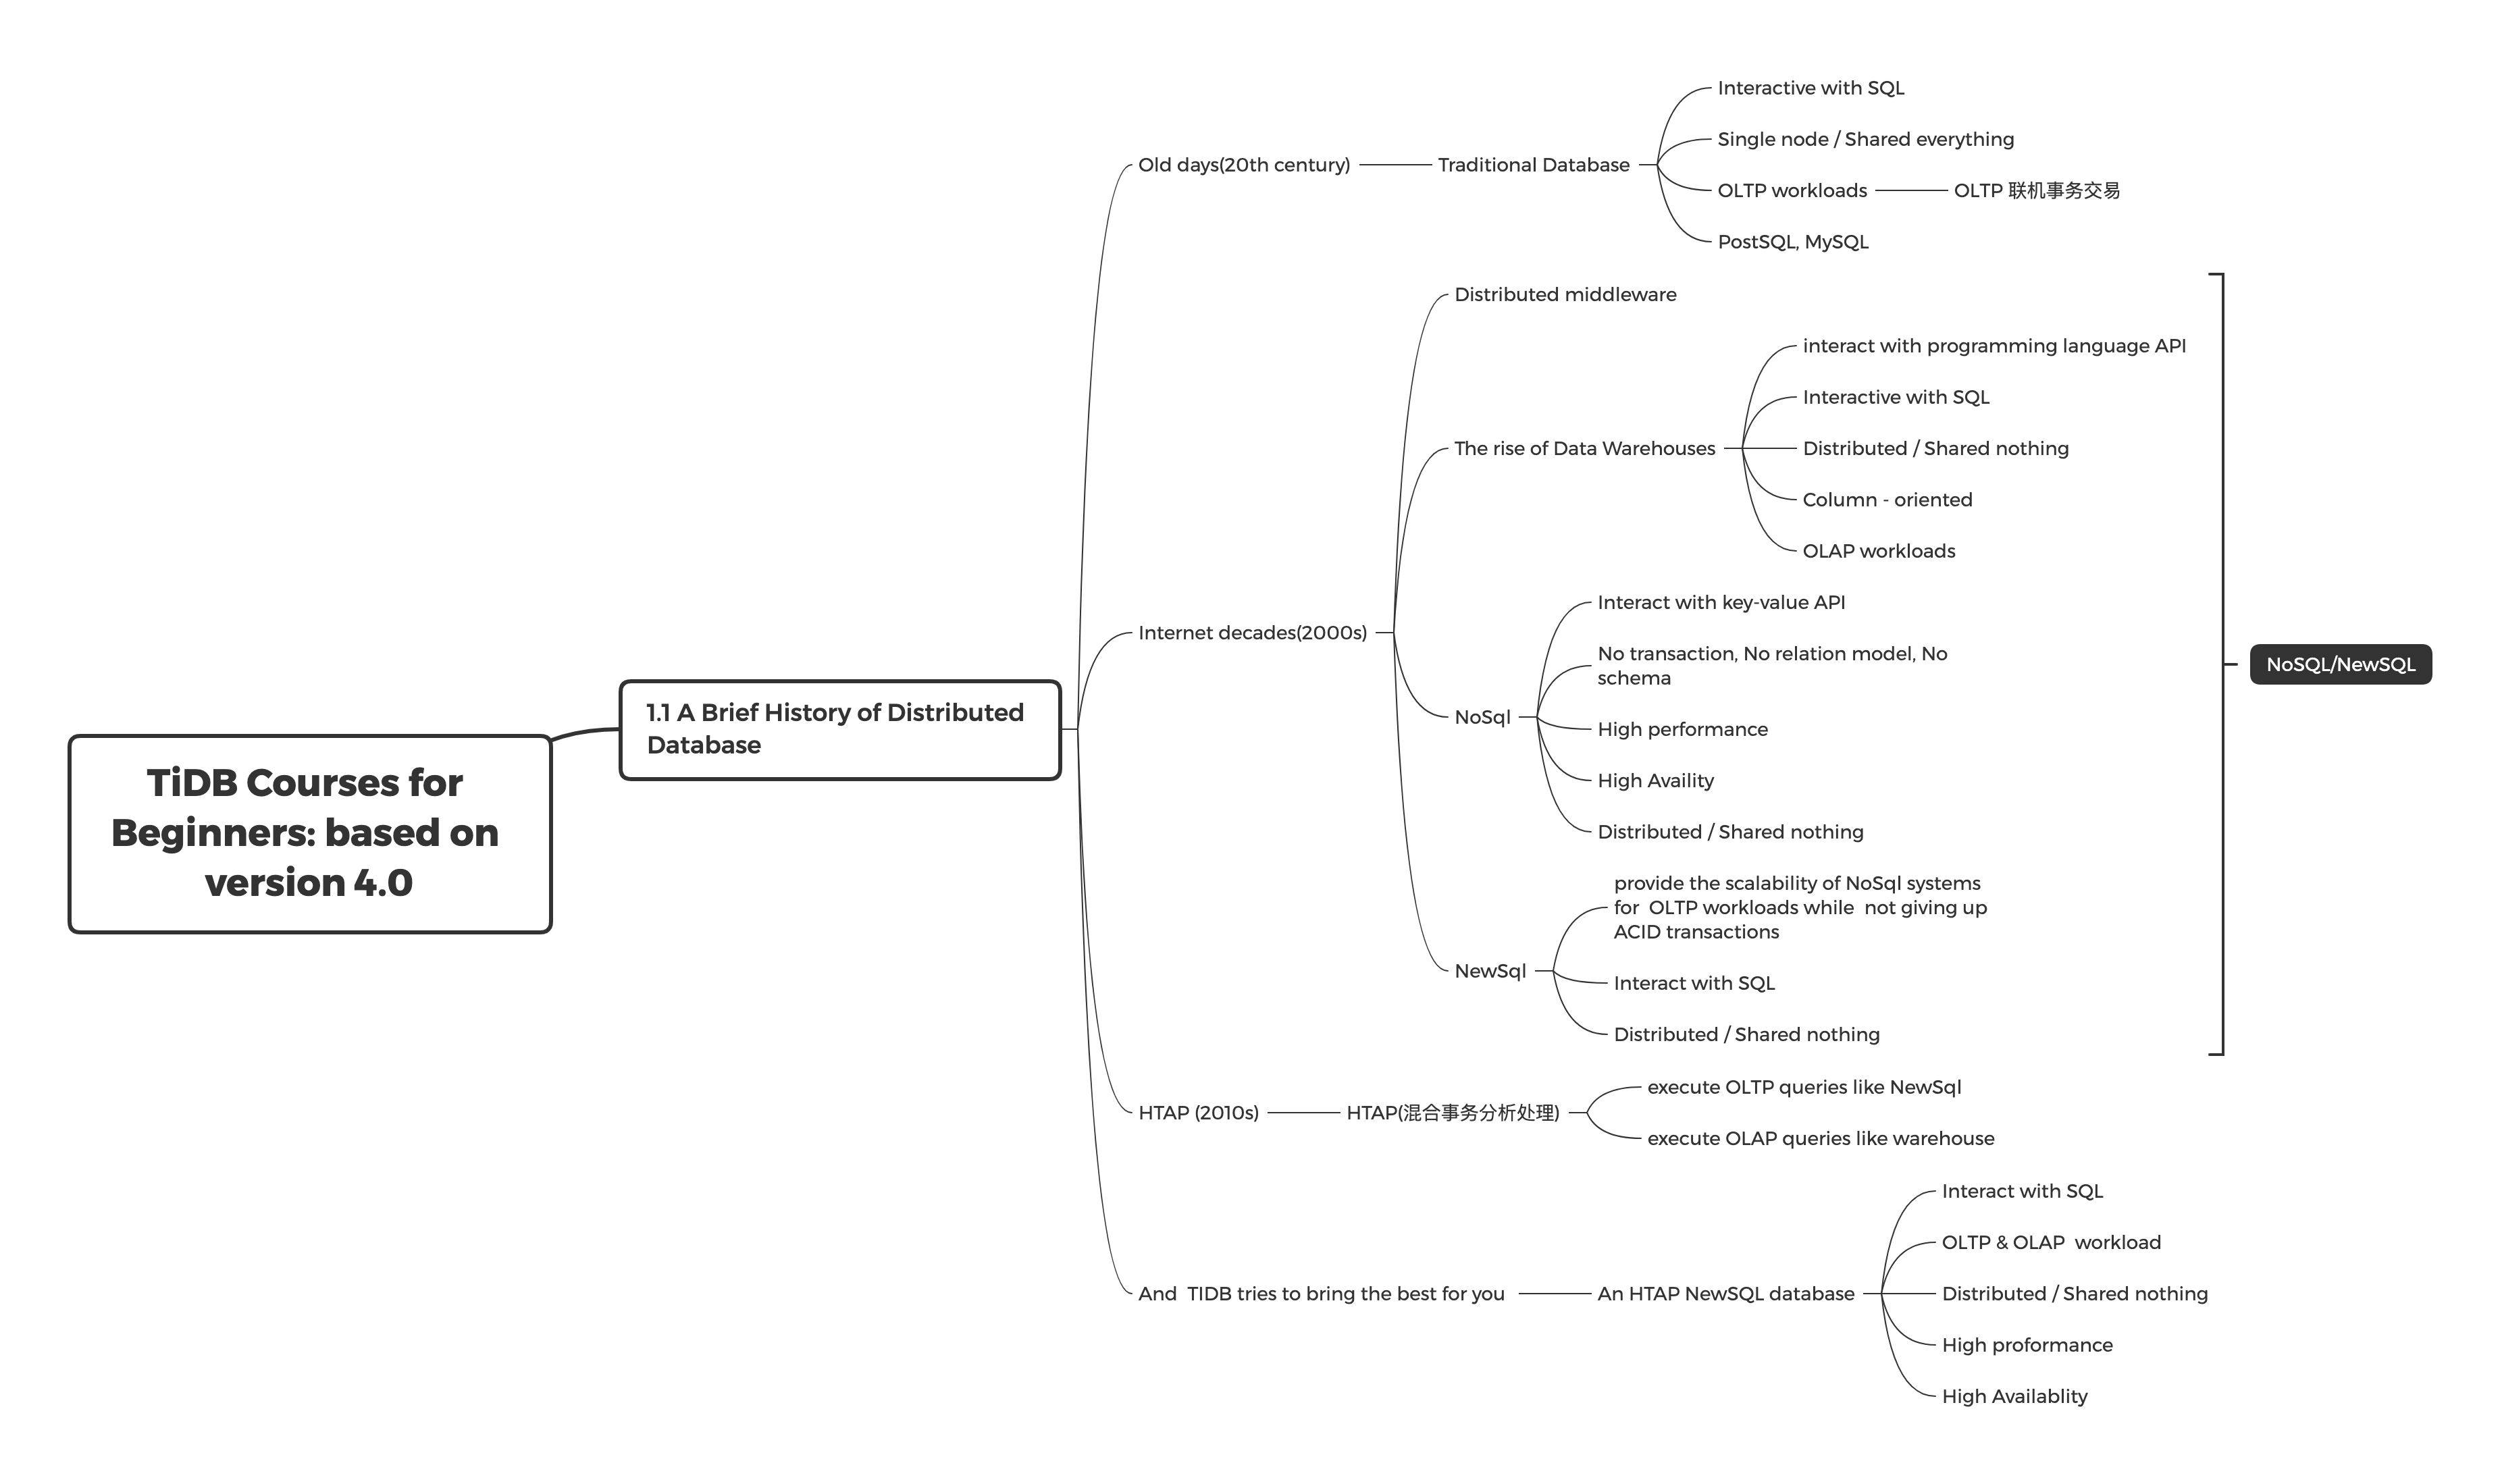 TiDB Courses for
Beginners: based on
version 4.0
1.1 A Brief History of Distributed
Database
Old days(20th century)
Traditional Database
Interactive with SQL
Single node / Shared everything
OLTP workloads
OLTP 联机事务交易
PostSQL, MySQL
Internet decades(2000s)
Distributed middleware
The rise of Data Warehouses
interact with programming language API
Interactive with SQL
Distributed / Shared nothing
Column - oriented
OLAP workloads
NoSql
Interact with key-value API
No transaction, No relation model, No
schema
High performance
High Availity
Distributed / Shared nothing
NewSql
provide the scalability of NoSql systems
for  OLTP workloads while  not giving up
ACID transactions
Interact with SQL
Distributed / Shared nothing
NoSQL/NewSQL
HTAP (2010s)
HTAP(混合事务分析处理)
execute OLTP queries like NewSql
execute OLAP queries like warehouse
And  TIDB tries to bring the best for you
An HTAP NewSQL database
Interact with SQL
OLTP & OLAP  workload
Distributed / Shared nothing
High proformance
High Availablity